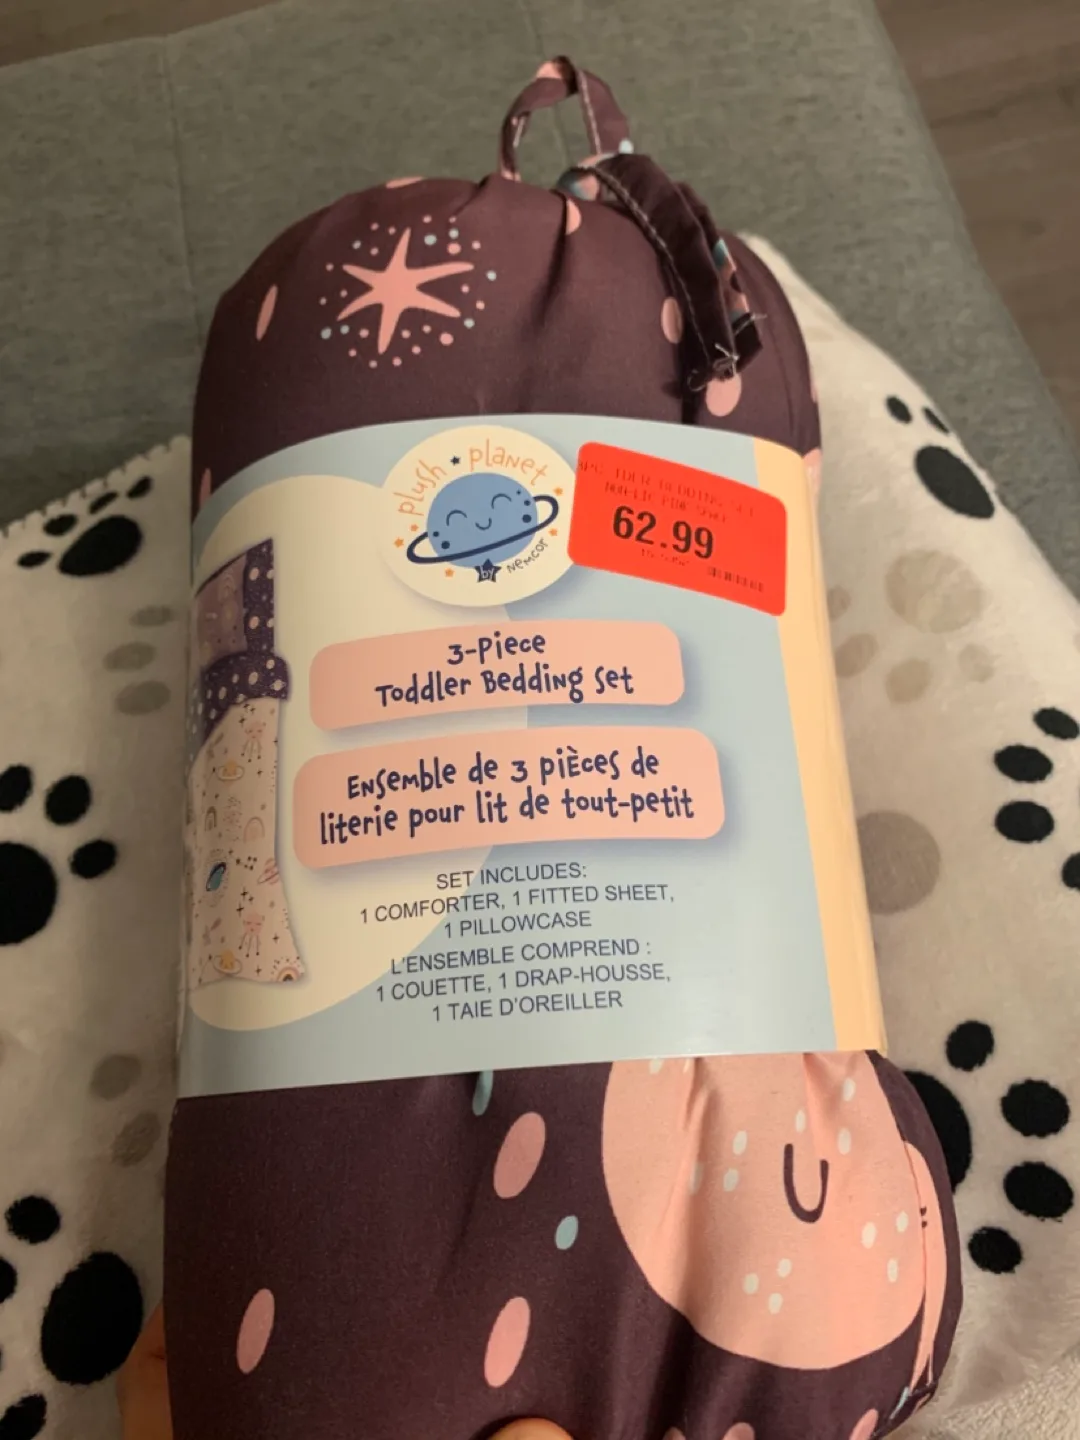 plush planet
by Nemcor
62.99
3-Piece
Toddler Bedding Set
Ensemble de 3 pièces de
literie pour lit de tout-petit
SET INCLUDES:
1 COMFORTER, 1 FITTED SHEET,
1 PILLOWCASE
L'ENSEMBLE COMPREND :
1 COUETTE, 1 DRAP-HOUSSE,
1 TAIE D'OREILLER